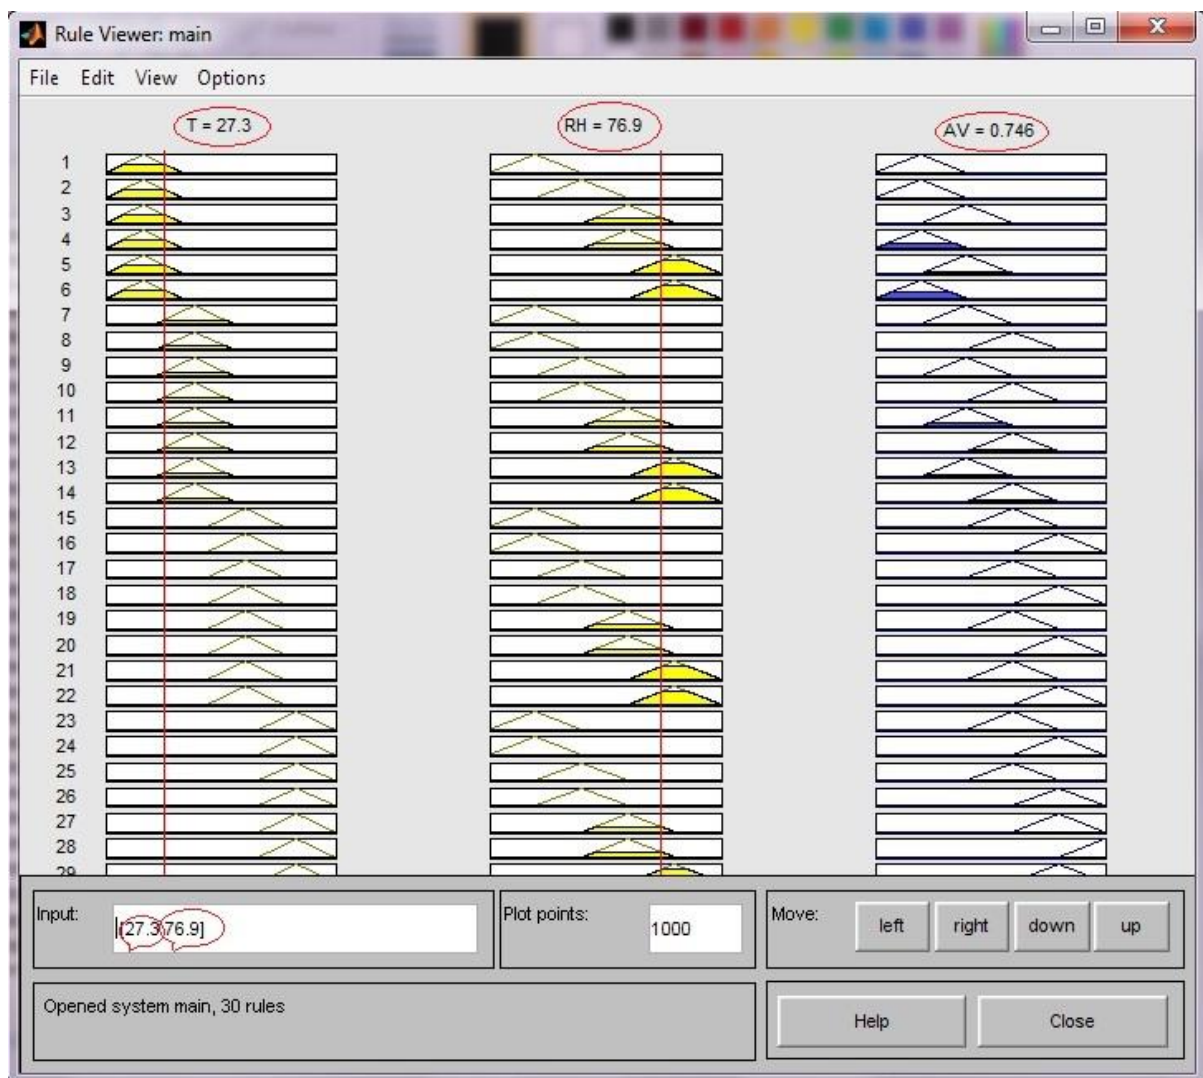 Rule Viewer: main
File Edit View Options
T = 27.3
RH = 76.9
AV = 0.746
1
2
3
4
5
6
7
8
9
10
11
12
13
14
15
16
17
18
19
20
21
22
23
24
25
26
27
28
29
Input:
[27.3 76.9]
Plot points:
1000
Move:
left
right
down
up
Opened system main, 30 rules
Help
Close